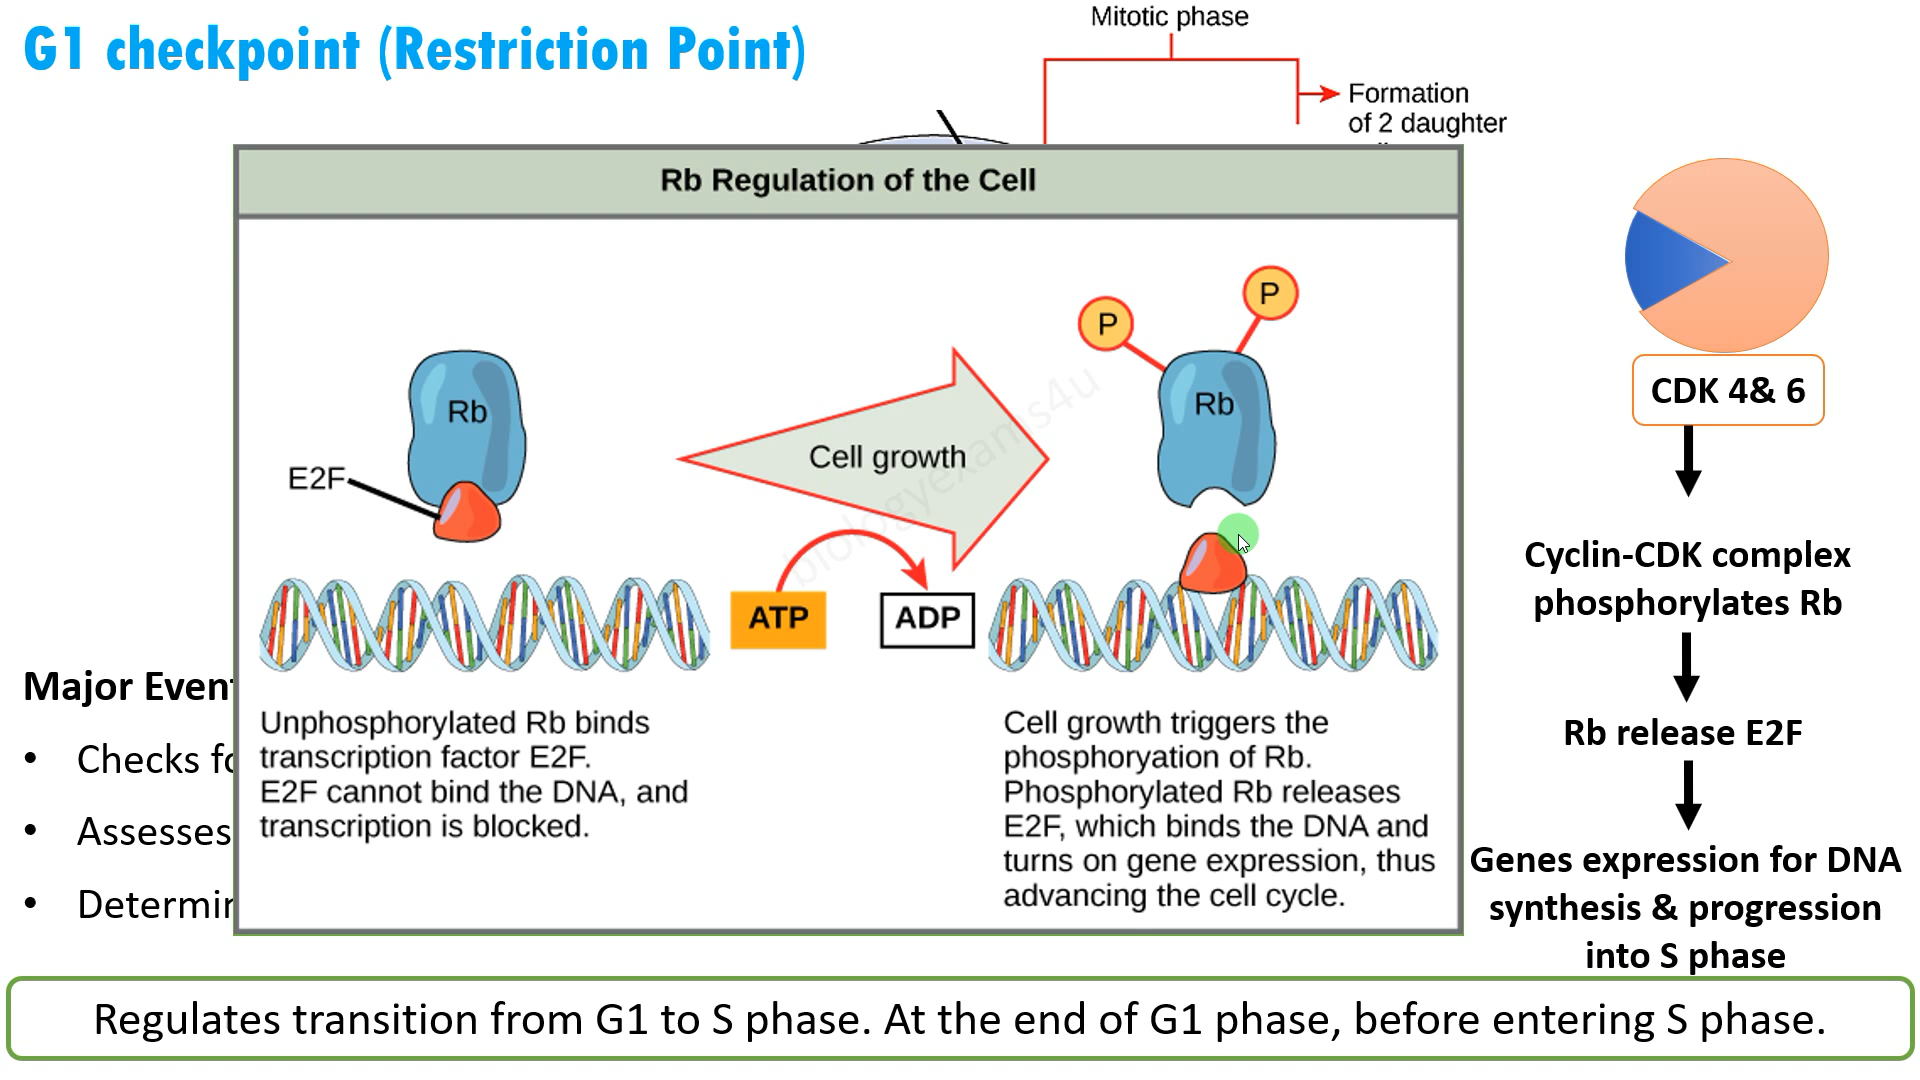 G1 checkpoint (Restriction Point)
Mitotic phase
Formation
of 2 daughter
Rb Regulation of the Cell
P
P
Rb
Rb
E2F
Cell growth
biologyexams4u
ATP
ADP
Unphosphorylated Rb binds
transcription factor E2F.
E2F cannot bind the DNA, and
transcription is blocked.
Cell growth triggers the
phosphoryation of Rb.
Phosphorylated Rb releases
E2F, which binds the DNA and
turns on gene expression, thus
advancing the cell cycle.
CDK 4& 6
Cyclin-CDK complex
phosphorylates Rb
Rb release E2F
Genes expression for DNA
synthesis & progression
into S phase
Major Event
• Checks fo
• Assesses
• Determin
Regulates transition from G1 to S phase. At the end of G1 phase, before entering S phase.